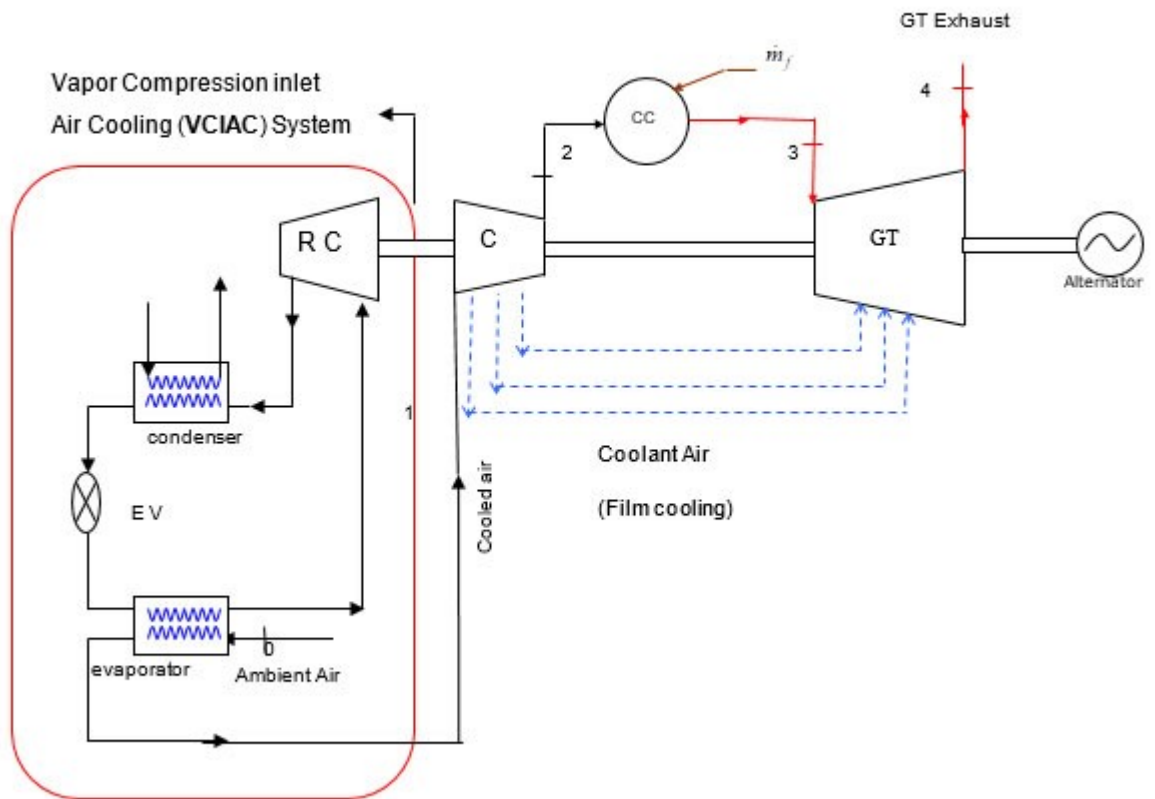 GT Exhaust
Vapor Compression inlet
Air Cooling (VCIAC) System
ṁf
4
CC
2
3
R C
C
GT
Alternator
condenser
1
Coolant Air
(Film cooling)
Cooled air
E V
evaporator
0
Ambient Air